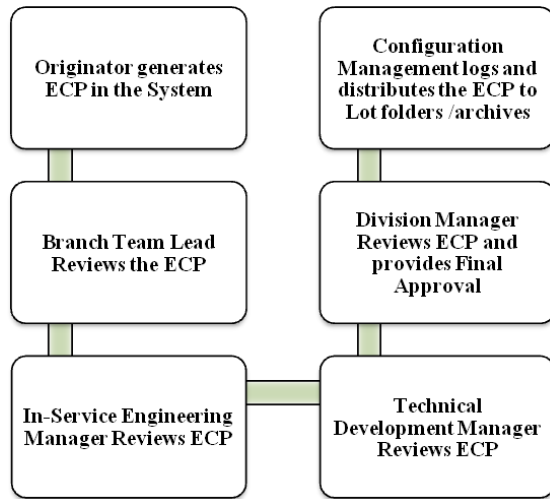 Originator generates
ECP in the System
Branch Team Lead
Reviews the ECP
In-Service Engineering
Manager Reviews ECP
Technical
Development Manager
Reviews ECP
Division Manager
Reviews ECP and
provides Final
Approval
Configuration
Management logs and
distributes the ECP to
Lot folders /archives